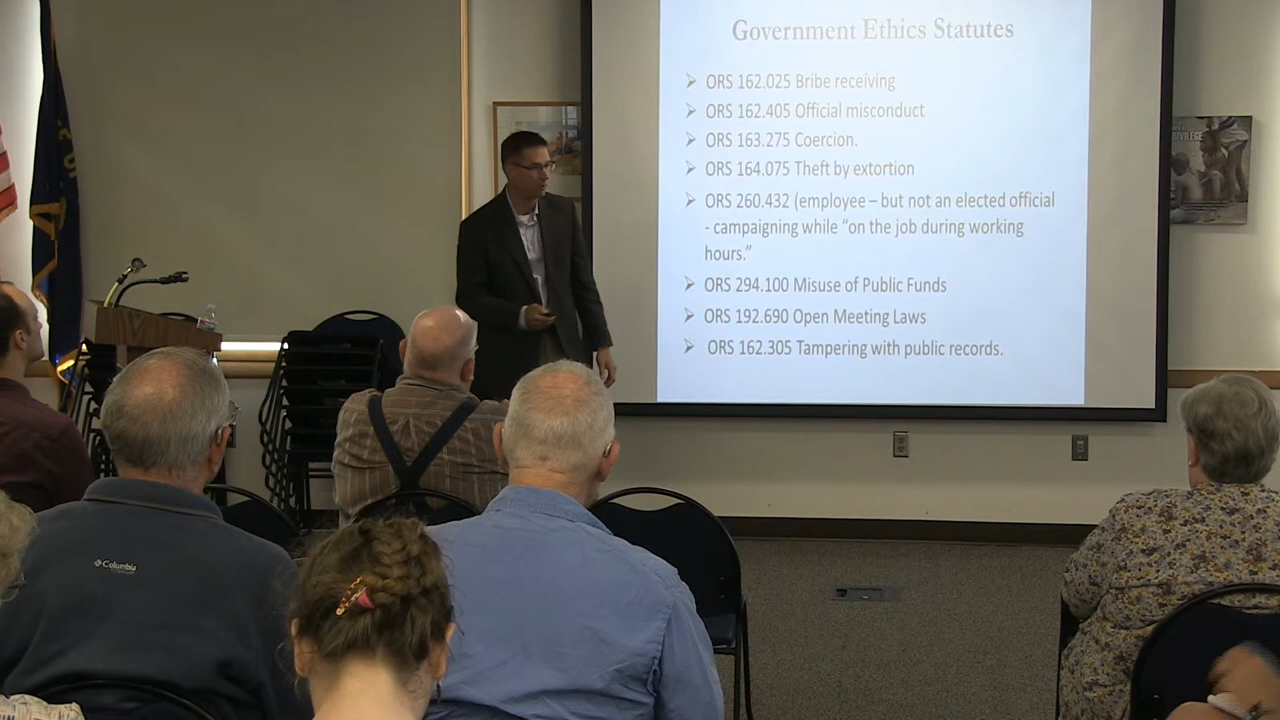 Government Ethics Statutes
ORS 162.025 Bribe receiving
ORS 162.405 Official misconduct
ORS 163.275 Coercion.
ORS 164.075 Theft by extortion
ORS 260.432 (employee – but not an elected official
- campaigning while “on the job during working
hours.”
ORS 294.100 Misuse of Public Funds
ORS 192.690 Open Meeting Laws
ORS 162.305 Tampering with public records.
PRIVILEGE
Columbia